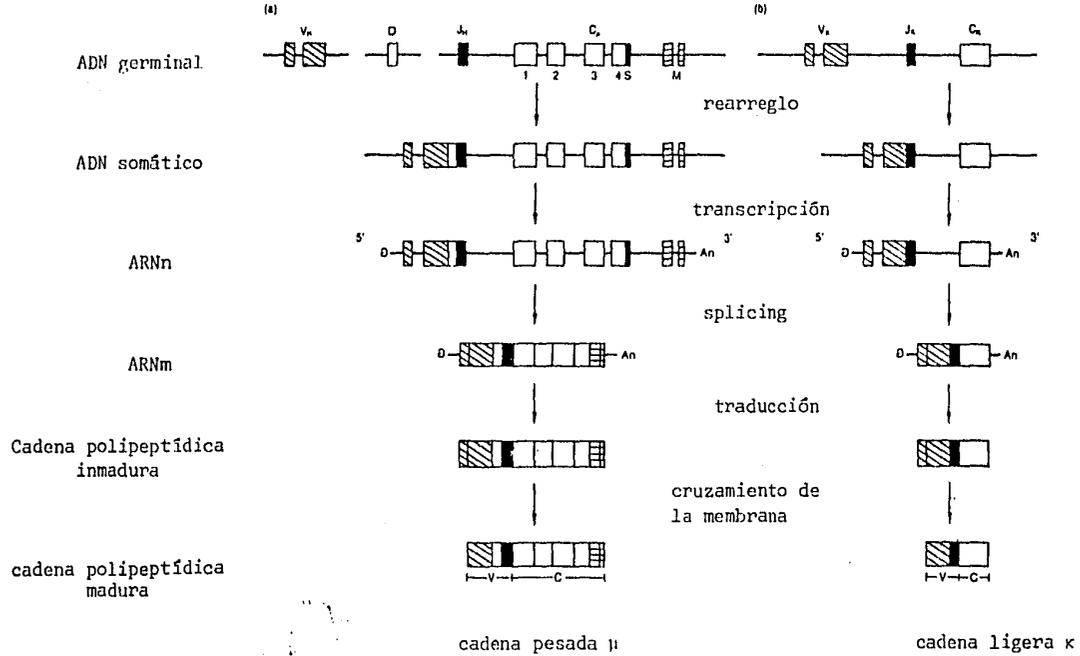 (a)
(b)
V_H D J_H C_μ
V_κ J_κ C_κ
ADN germinal
1 2 3 4 S M
rearreglo
ADN somático
transcripción
5' 3' 5' 3'
ARNn
An An
splicing
ARNm
An An
traducción
Cadena polipeptídica
inmadura
cruzamiento de
la membrana
cadena polipeptídica
madura
V C V C
cadena pesada μ
cadena ligera κ